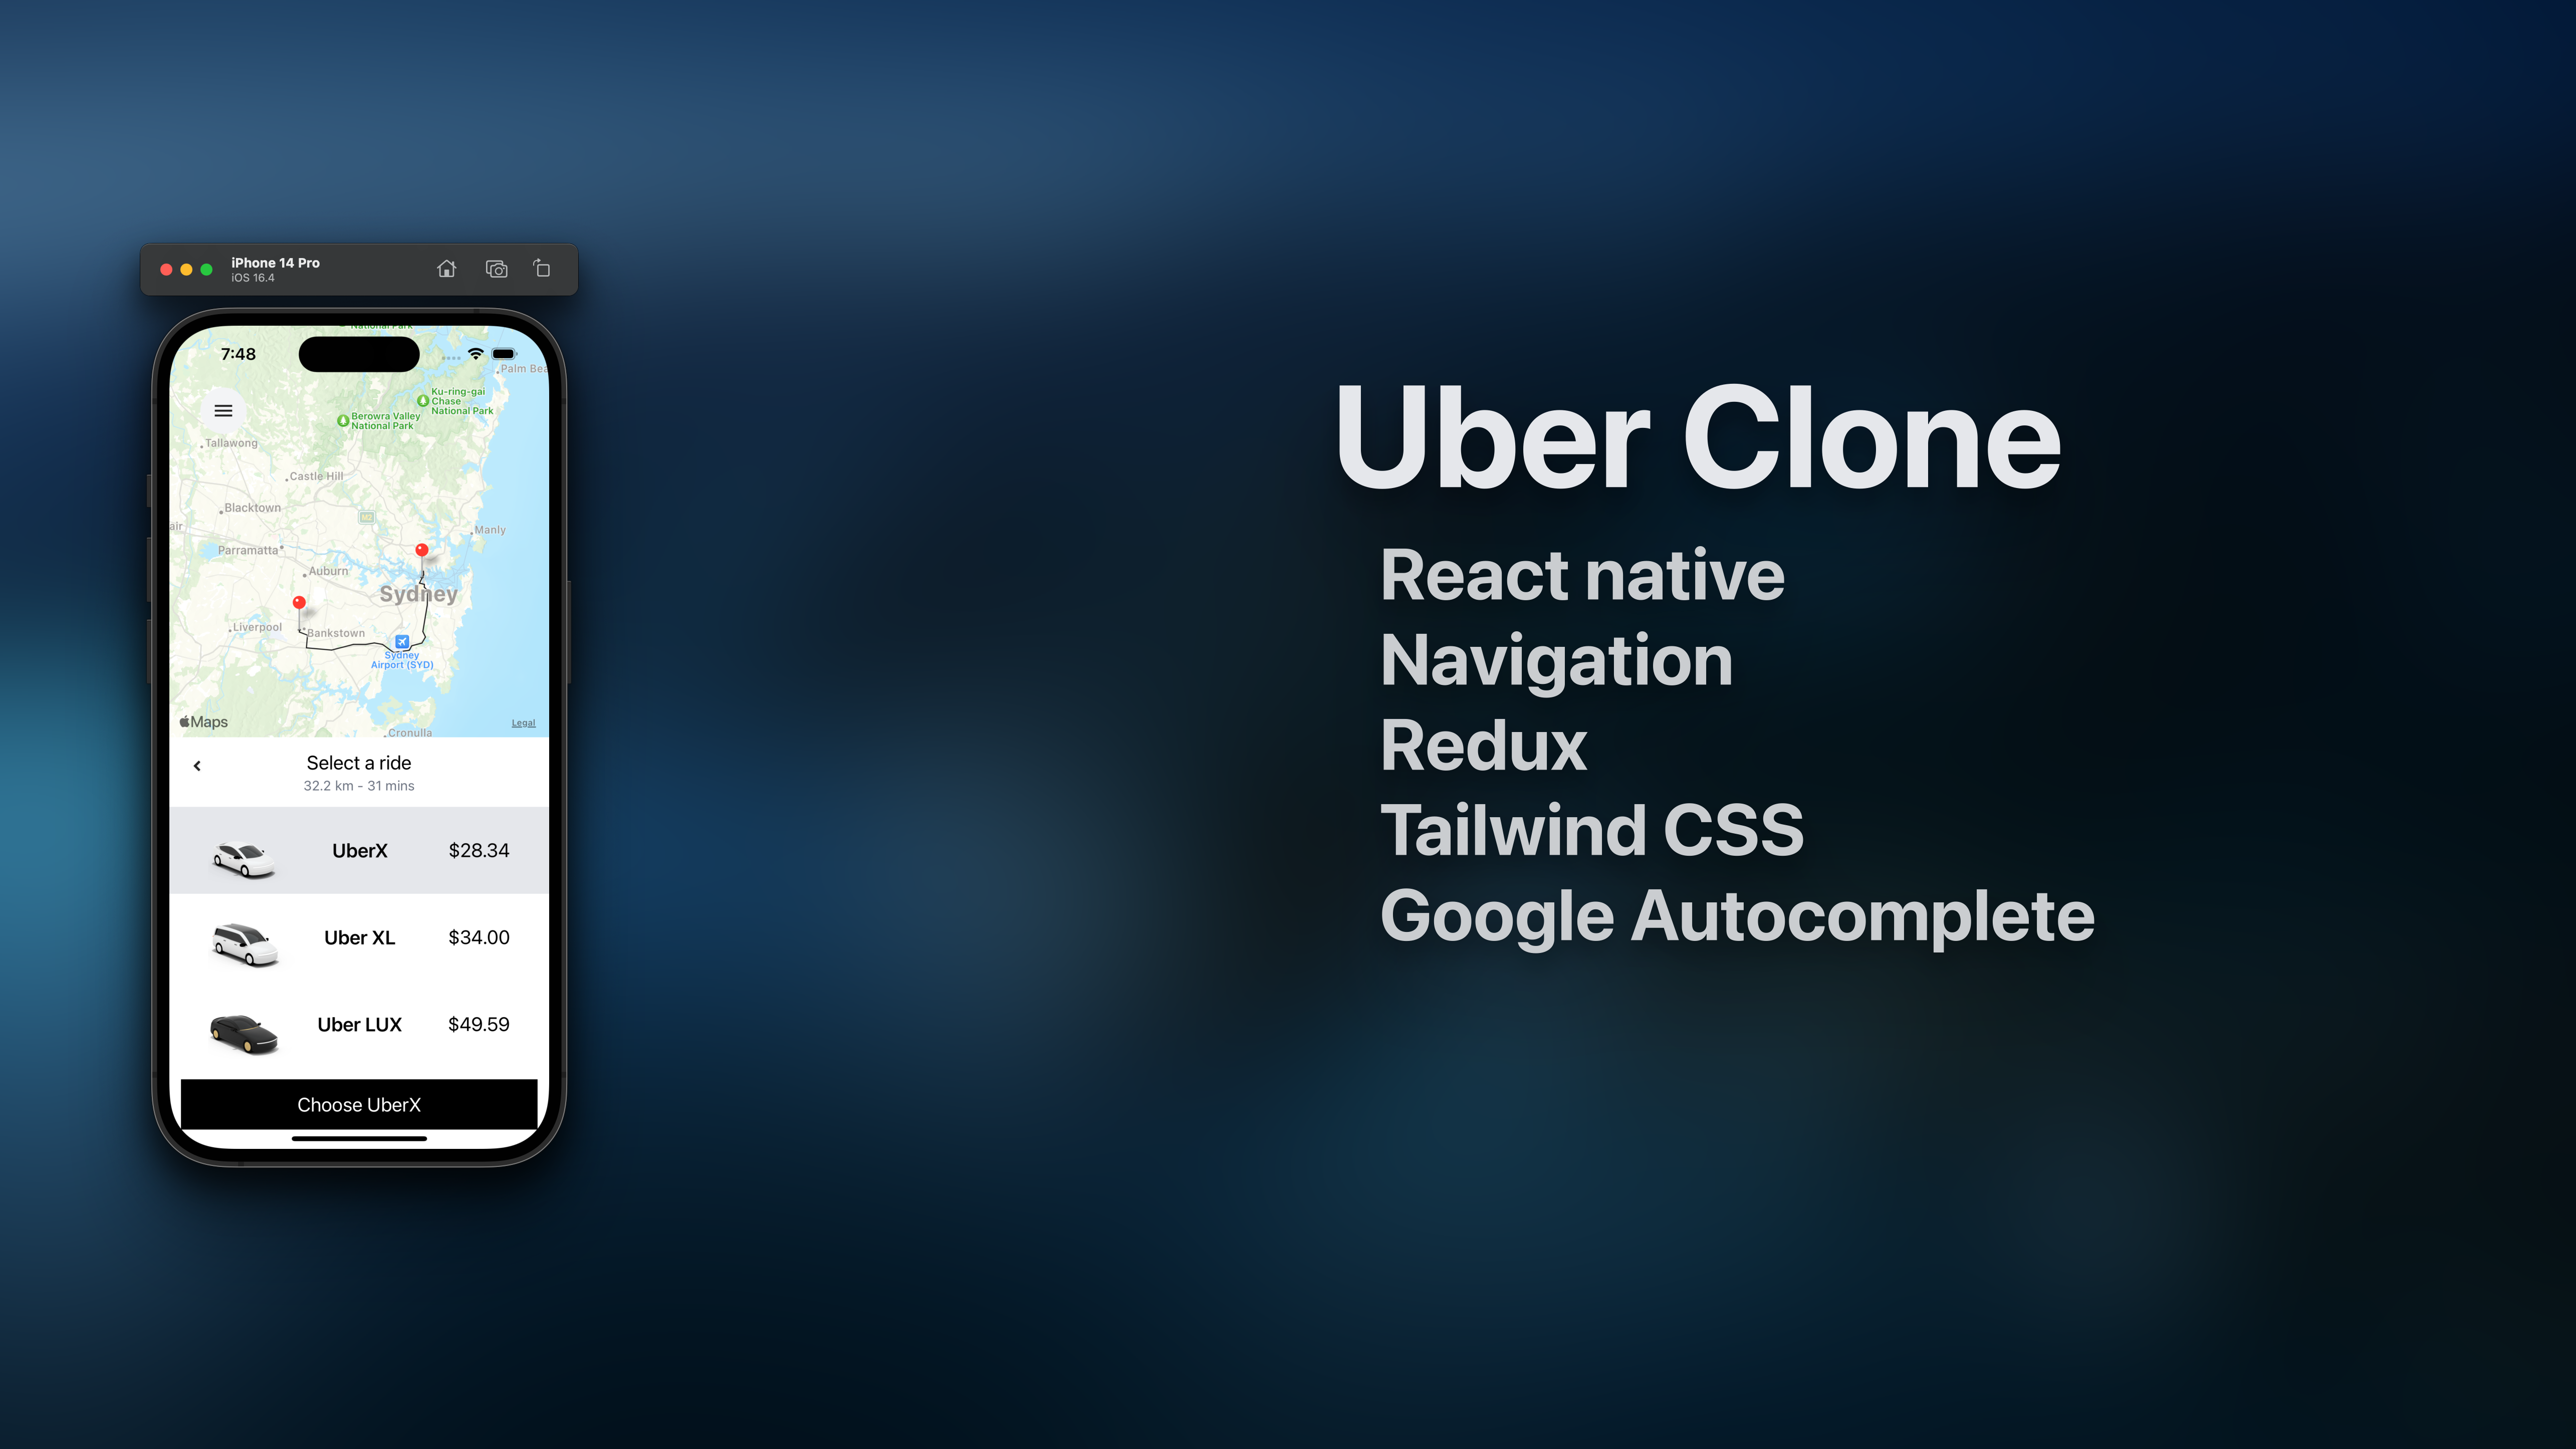 iPhone 14 Pro
iOS 16.4
National Park
7:48
Ku-ring-gai
Chase
National Park
Berowra Valley
National Park
Tallawong
Castle Hill
Blacktown
Manly
Parramatta
Auburn
Sydney
Liverpool
Bankstown
Sydney
Airport (SYD)
Maps
Legal
Cronulla
Select a ride
32.2 km - 31 mins
UberX $28.34
Uber XL $34.00
Uber LUX $49.59
Choose UberX
Uber Clone
React native
Navigation
Redux
Tailwind CSS
Google Autocomplete